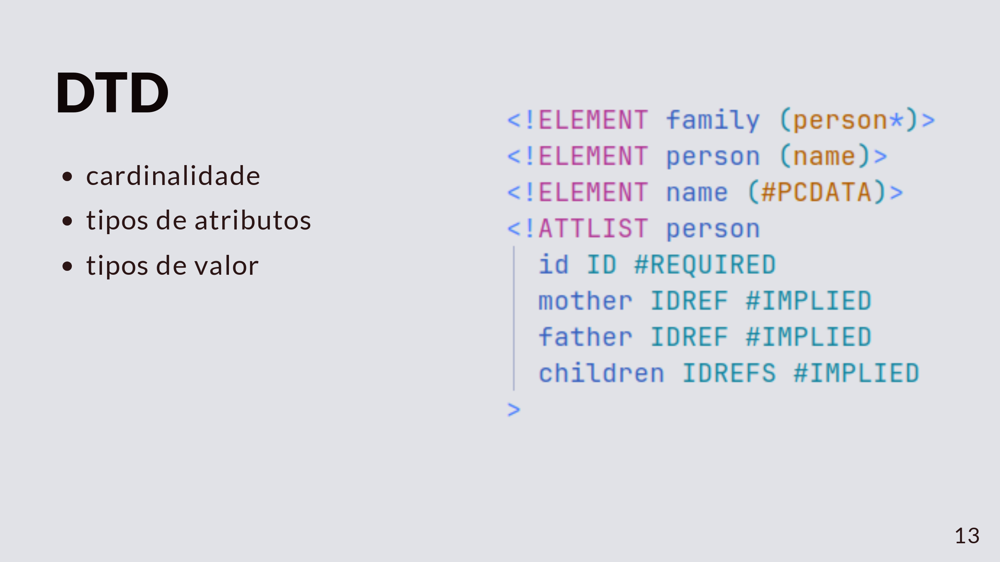 DTD
• cardinalidade
• tipos de atributos
• tipos de valor
<!ELEMENT family (person*)>
<!ELEMENT person (name)>
<!ELEMENT name (#PCDATA)>
<!ATTLIST person
id ID #REQUIRED
mother IDREF #IMPLIED
father IDREF #IMPLIED
children IDREFS #IMPLIED
>
13